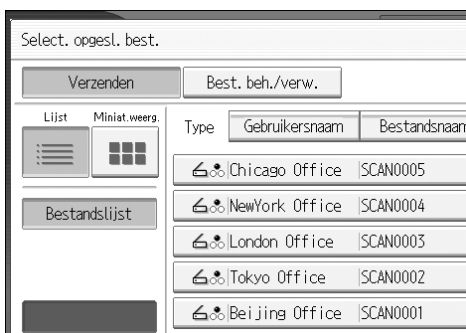 Select. opgesl. best.
Verzenden Best. beh./verw.
Lijst Miniat.weerg.
Type Gebruikersnaam Bestandsnaam
Chicago Office SCAN0005
NewYork Office SCAN0004
Bestandslijst
London Office SCAN0003
Tokyo Office SCAN0002
Beijing Office SCAN0001